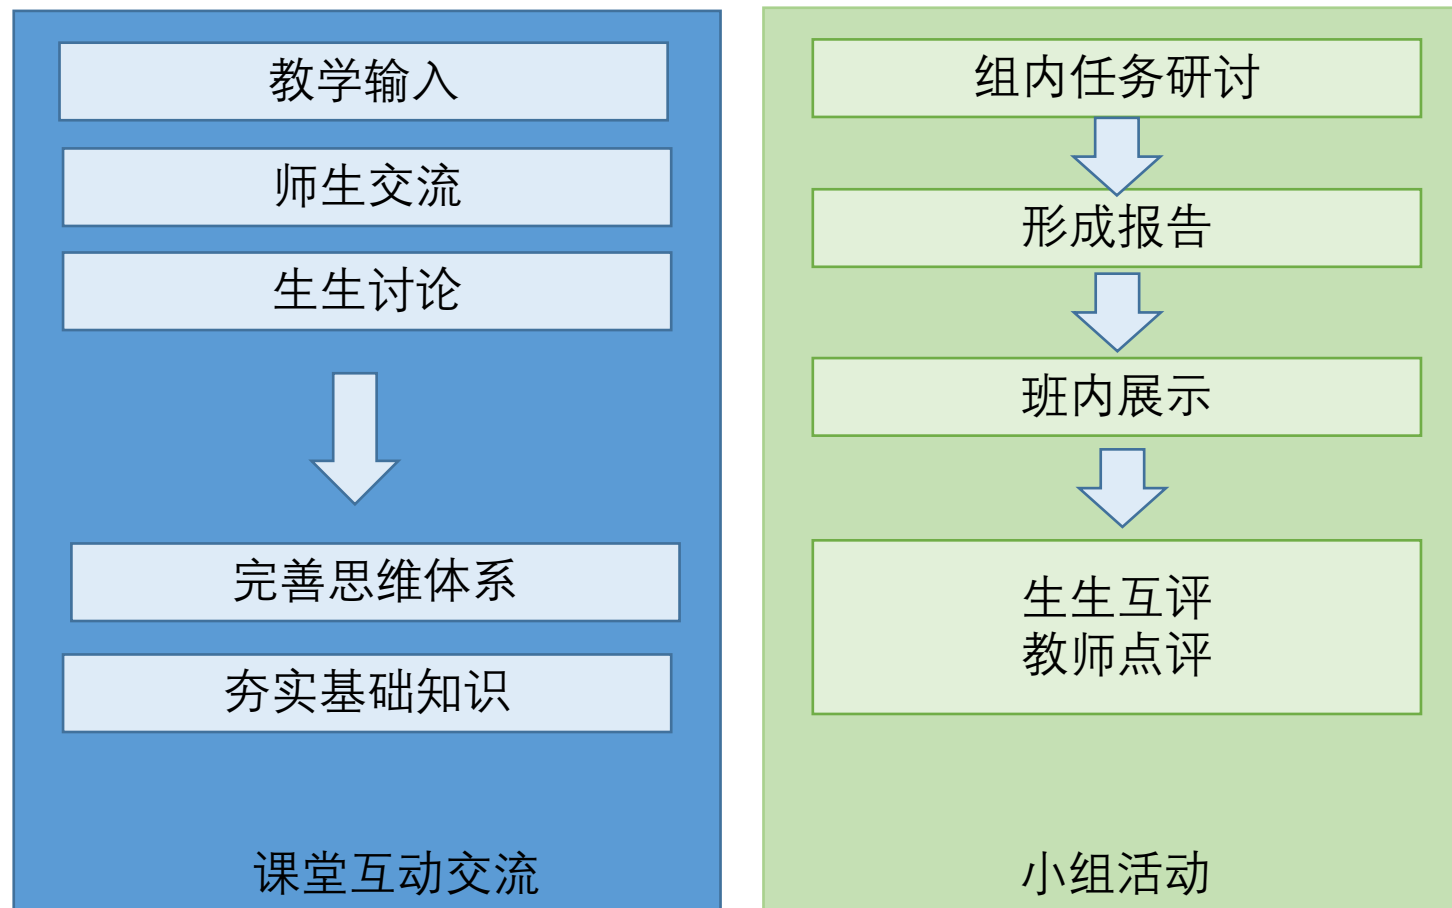 教学输入
师生交流
生生讨论
完善思维体系
夯实基础知识
课堂互动交流
组内任务研讨
形成报告
班内展示
生生互评
教师点评
小组活动